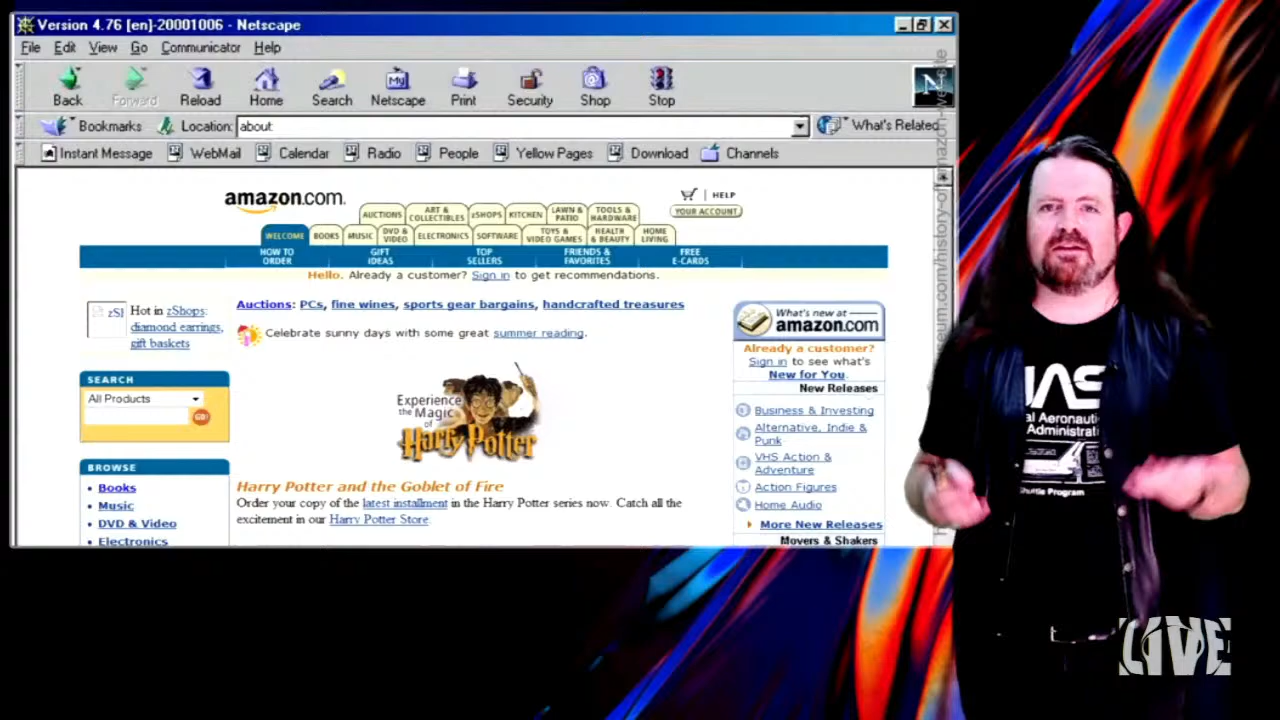 Version 4.76 [en]-20001006 - Netscape
File Edit View Go Communicator Help
Back Forward Reload Home Search Netscape Print Security Shop Stop
My
N
Bookmarks Location: about What's Related
Instant Message WebMail Calendar Radio People Yellow Pages Download Channels
amazon.com.
HELP
YOUR ACCOUNT
AUCTIONS ART & COLLECTIBLES zSHOPS KITCHEN LAWN & PATIO TOOLS & HARDWARE
WELCOME BOOKS MUSIC DVD & VIDEO ELECTRONICS SOFTWARE TOYS & VIDEO GAMES HEALTH & BEAUTY HOME LIVING
HOW TO ORDER GIFT IDEAS TOP SELLERS FRIENDS & FAVORITES FREE E-CARDS
Hello. Already a customer? Sign in to get recommendations.
Hot in zShops:
diamond earrings,
gift baskets
SEARCH
All Products
GO!
BROWSE
• Books
• Music
• DVD & Video
• Electronics
Auctions: PCs, fine wines, sports gear bargains, handcrafted treasures
Celebrate sunny days with some great summer reading.
Experience
the Magic
of
Harry Potter
Harry Potter and the Goblet of Fire
Order your copy of the latest installment in the Harry Potter series now. Catch all the
excitement in our Harry Potter Store.
What's new at
amazon.com
Already a customer?
Sign in to see what's
New for You.
New Releases
Business & Investing
Alternative, Indie &
Punk
VHS Action &
Adventure
Action Figures
Home Audio
More New Releases
Movers & Shakers
Administrat
Shuttle Program
LIVE